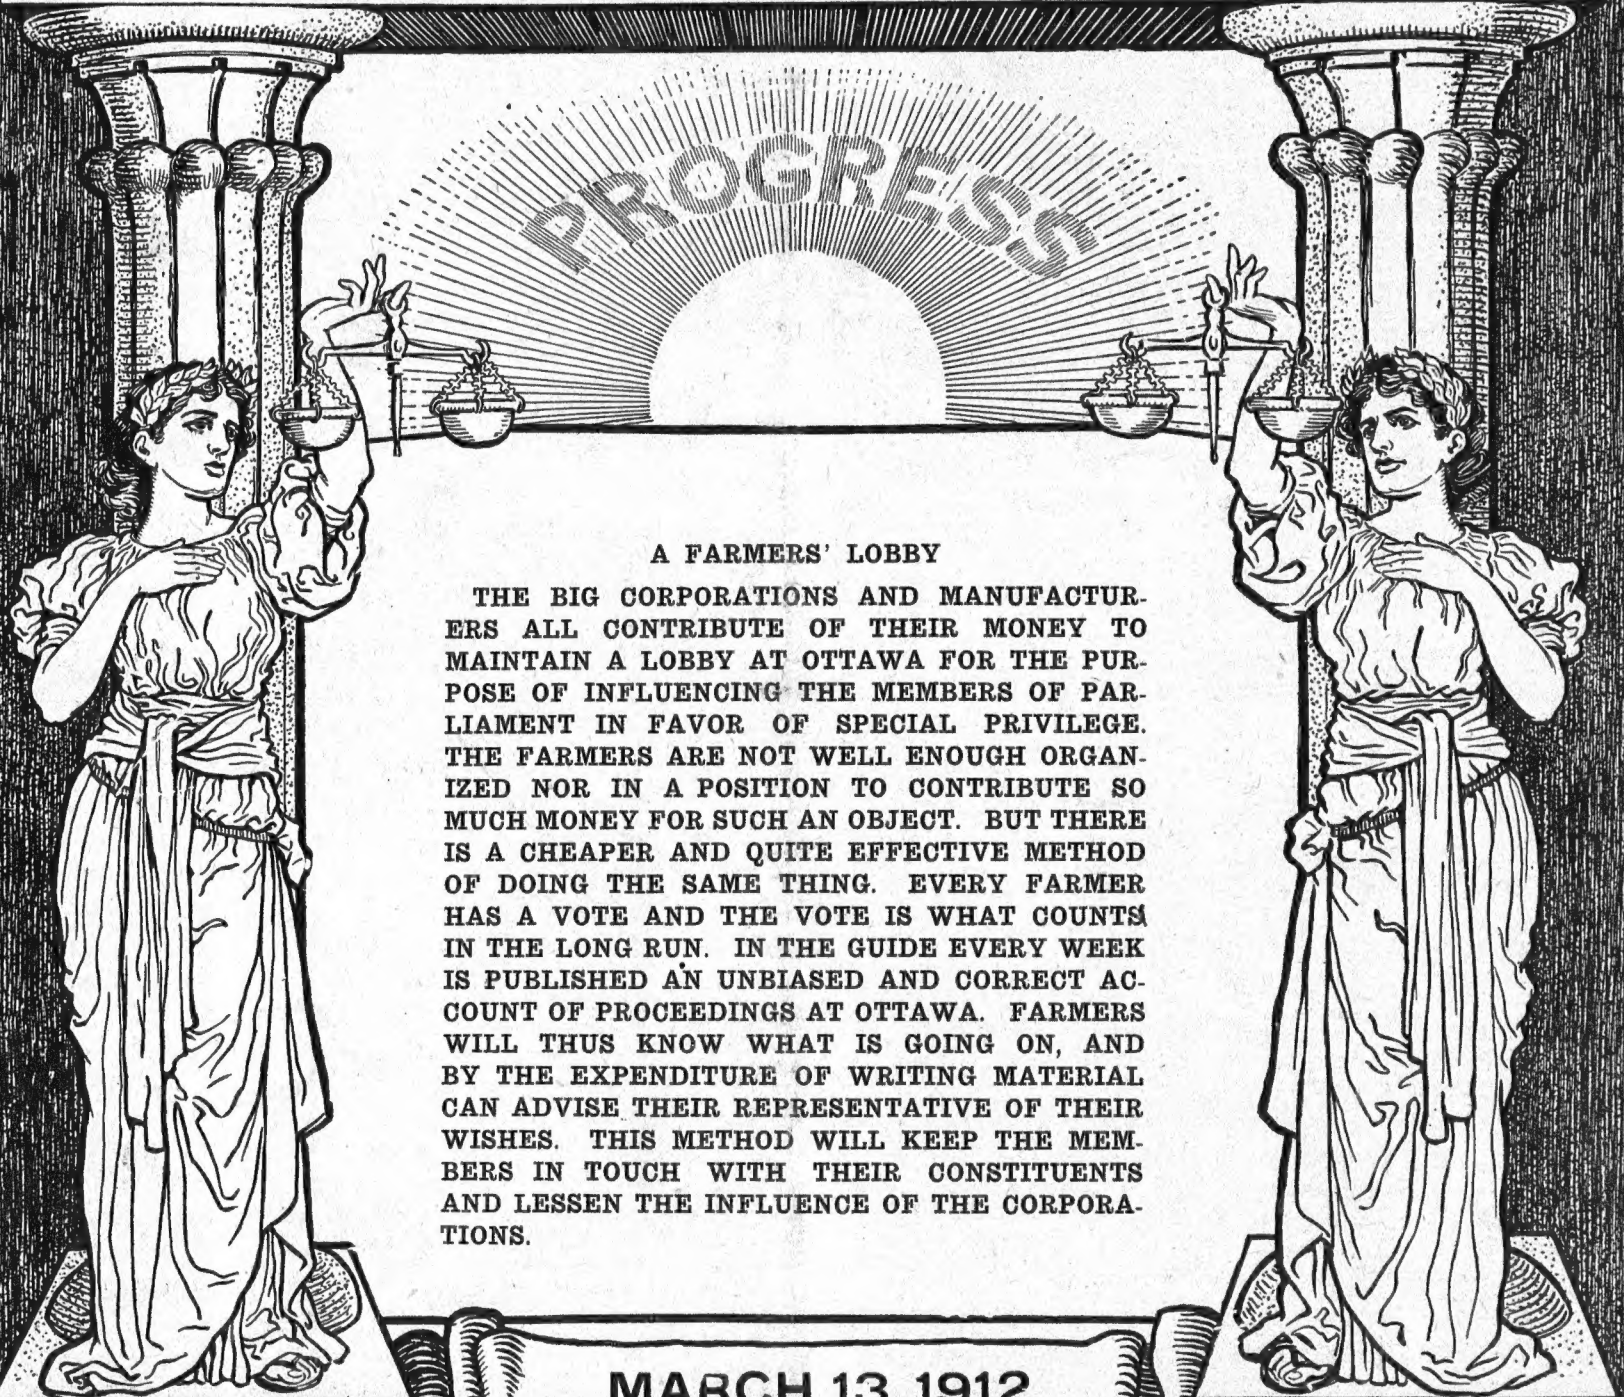 PROGRESS
A FARMERS' LOBBY
THE BIG CORPORATIONS AND MANUFACTUR-
ERS ALL CONTRIBUTE OF THEIR MONEY TO
MAINTAIN A LOBBY AT OTTAWA FOR THE PUR-
POSE OF INFLUENCING THE MEMBERS OF PAR-
LIAMENT IN FAVOR OF SPECIAL PRIVILEGE.
THE FARMERS ARE NOT WELL ENOUGH ORGAN-
IZED NOR IN A POSITION TO CONTRIBUTE SO
MUCH MONEY FOR SUCH AN OBJECT. BUT THERE
IS A CHEAPER AND QUITE EFFECTIVE METHOD
OF DOING THE SAME THING. EVERY FARMER
HAS A VOTE AND THE VOTE IS WHAT COUNTS
IN THE LONG RUN. IN THE GUIDE EVERY WEEK
IS PUBLISHED AN UNBIASED AND CORRECT AC-
COUNT OF PROCEEDINGS AT OTTAWA. FARMERS
WILL THUS KNOW WHAT IS GOING ON, AND
BY THE EXPENDITURE OF WRITING MATERIAL
CAN ADVISE THEIR REPRESENTATIVE OF THEIR
WISHES. THIS METHOD WILL KEEP THE MEM-
BERS IN TOUCH WITH THEIR CONSTITUENTS
AND LESSEN THE INFLUENCE OF THE CORPORA-
TIONS.
MARCH 13, 1912